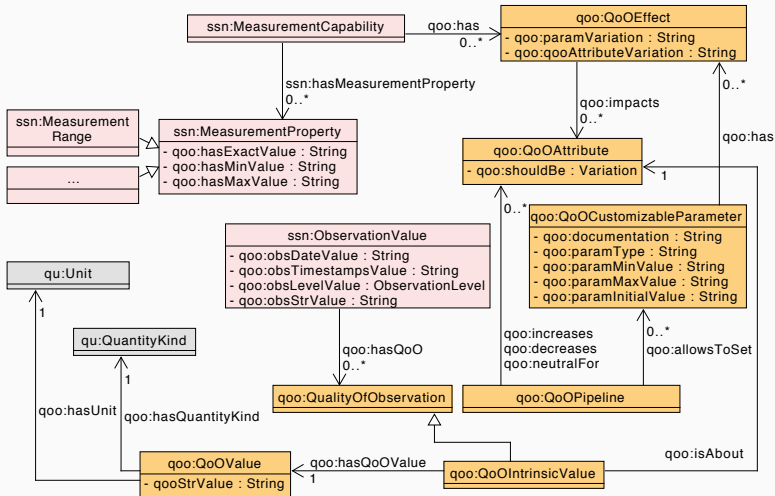 ssn:MeasurementCapability
qoo:has
0..*
qoo:QoOEffect
- qoo:paramVariation : String
- qoo:qooAttributeVariation : String
ssn:hasMeasurementProperty
0..*
qoo:impacts
0..*
0..*
qoo:has
ssn:Measurement
Range
...
ssn:MeasurementProperty
- qoo:hasExactValue : String
- qoo:hasMinValue : String
- qoo:hasMaxValue : String
qoo:QoOAttribute
- qoo:shouldBe : Variation
1
0..*
qoo:QoOCustomizableParameter
- qoo:documentation : String
- qoo:paramType : String
- qoo:paramMinValue : String
- qoo:paramMaxValue : String
- qoo:paramInitialValue : String
ssn:ObservationValue
- qoo:obsDateValue : String
- qoo:obsTimestampsValue : String
- qoo:obsLevelValue : ObservationLevel
- qoo:obsStrValue : String
qu:Unit
1
qu:QuantityKind
1
qoo:hasQoO
0..*
qoo:increases
qoo:decreases
qoo:neutralFor
0..*
qoo:allowsToSet
qoo:QualityOfObservation
qoo:QoOPipeline
qoo:hasUnit
qoo:hasQuantityKind
qoo:QoOValue
- qooStrValue : String
qoo:hasQoOValue
1
qoo:QoOIntrinsicValue
qoo:isAbout